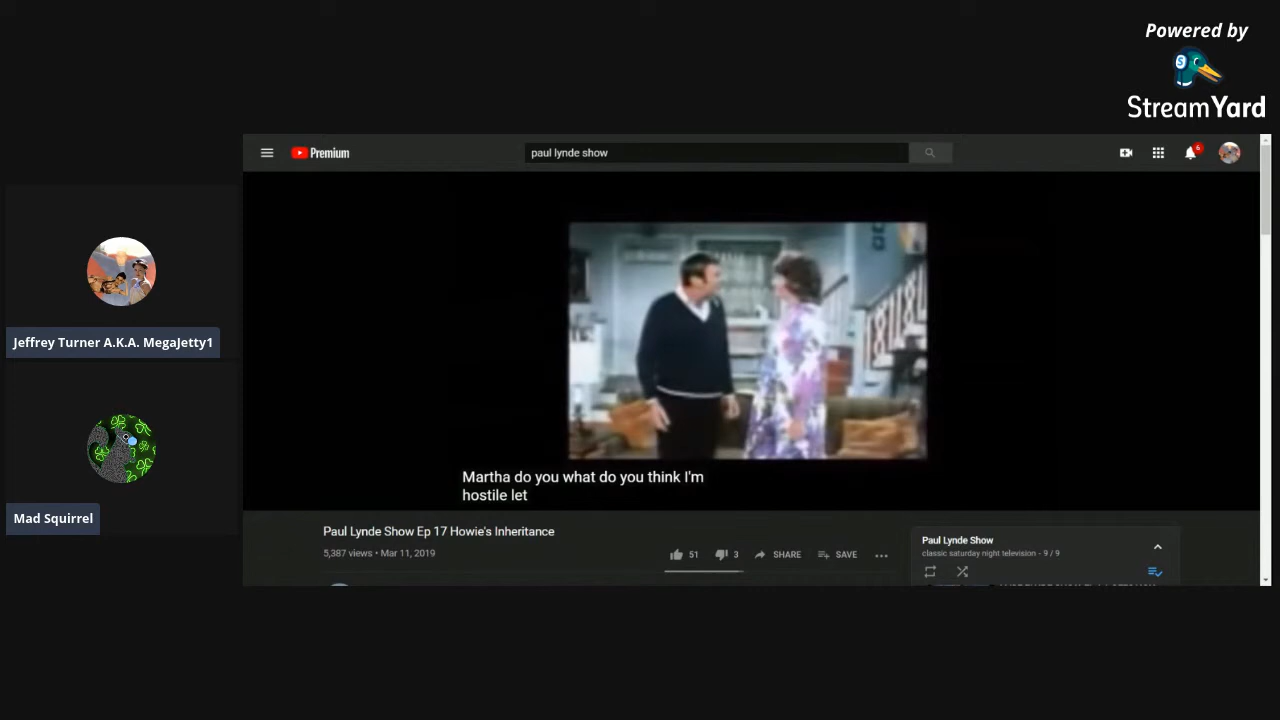 Powered by
StreamYard
Premium
paul lynde show
6
Jeffrey Turner A.K.A. MegaJetty1
Mad Squirrel
Martha do you what do you think I'm
hostile let
Paul Lynde Show Ep 17 Howie's Inheritance
5,387 views • Mar 11, 2019
51
3
SHARE
SAVE
Paul Lynde Show
classic saturday night television - 9 / 9